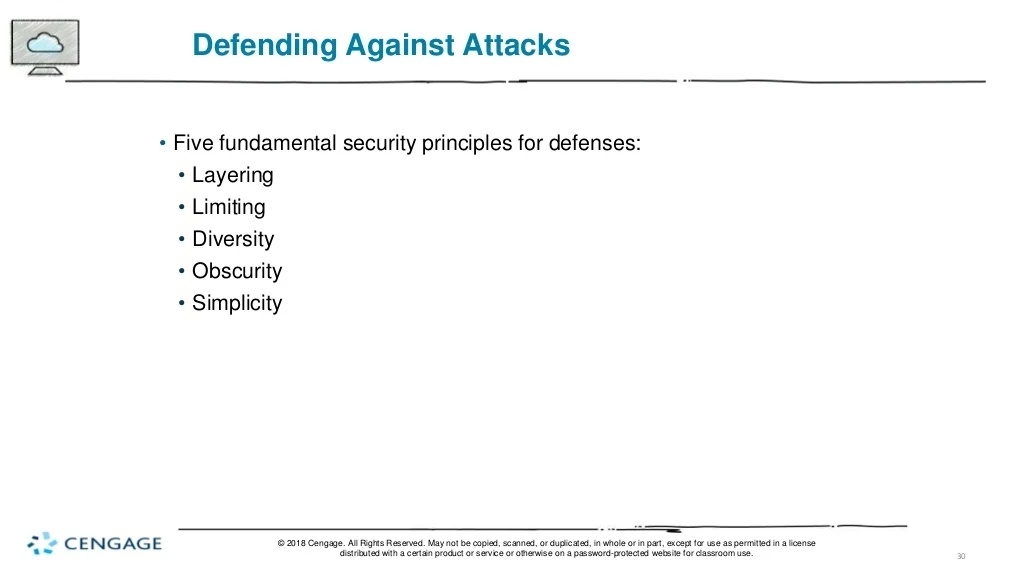 Defending Against Attacks
• Five fundamental security principles for defenses:
• Layering
• Limiting
• Diversity
• Obscurity
• Simplicity
CENGAGE
© 2018 Cengage. All Rights Reserved. May not be copied, scanned, or duplicated, in whole or in part, except for use as permitted in a license
distributed with a certain product or service or otherwise on a password-protected website for classroom use.
30